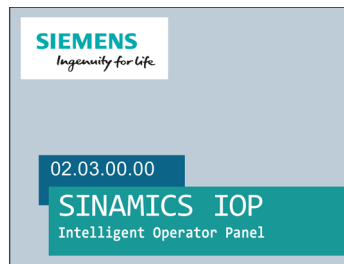 SIEMENS
Ingenuity for life
02.03.00.00
SINAMICS IOP
Intelligent Operator Panel